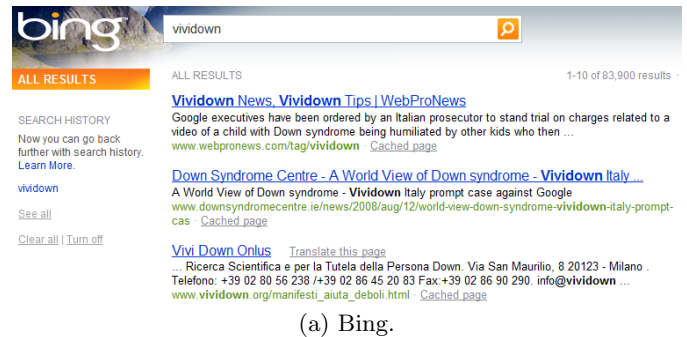 bing
vividown
ALL RESULTS
SEARCH HISTORY
Now you can go back
further with search history.
Learn More.
vividown
See all
Clear all | Turn off
ALL RESULTS
1-10 of 83,900 results ·
Vividown News, Vividown Tips | WebProNews
Google executives have been ordered by an Italian prosecutor to stand trial on charges related to a
video of a child with Down syndrome being humiliated by other kids who then ...
www.webpronews.com/tag/vividown · Cached page
Down Syndrome Centre - A World View of Down syndrome - Vividown Italy ...
A World View of Down syndrome - Vividown Italy prompt case against Google
www.downsyndromecentre.ie/news/2008/aug/12/world-view-down-syndrome-vividown-italy-prompt-
cas · Cached page
Vivi Down Onlus Translate this page
... Ricerca Scientifica e per la Tutela della Persona Down. Via San Maurilio, 8 20123 - Milano .
Telefono: +39 02 80 56 238 /+39 02 86 45 20 83 Fax:+39 02 86 90 290. info@vividown ...
www.vividown.org/manifesti_aiuta_deboli.html · Cached page
(a) Bing.